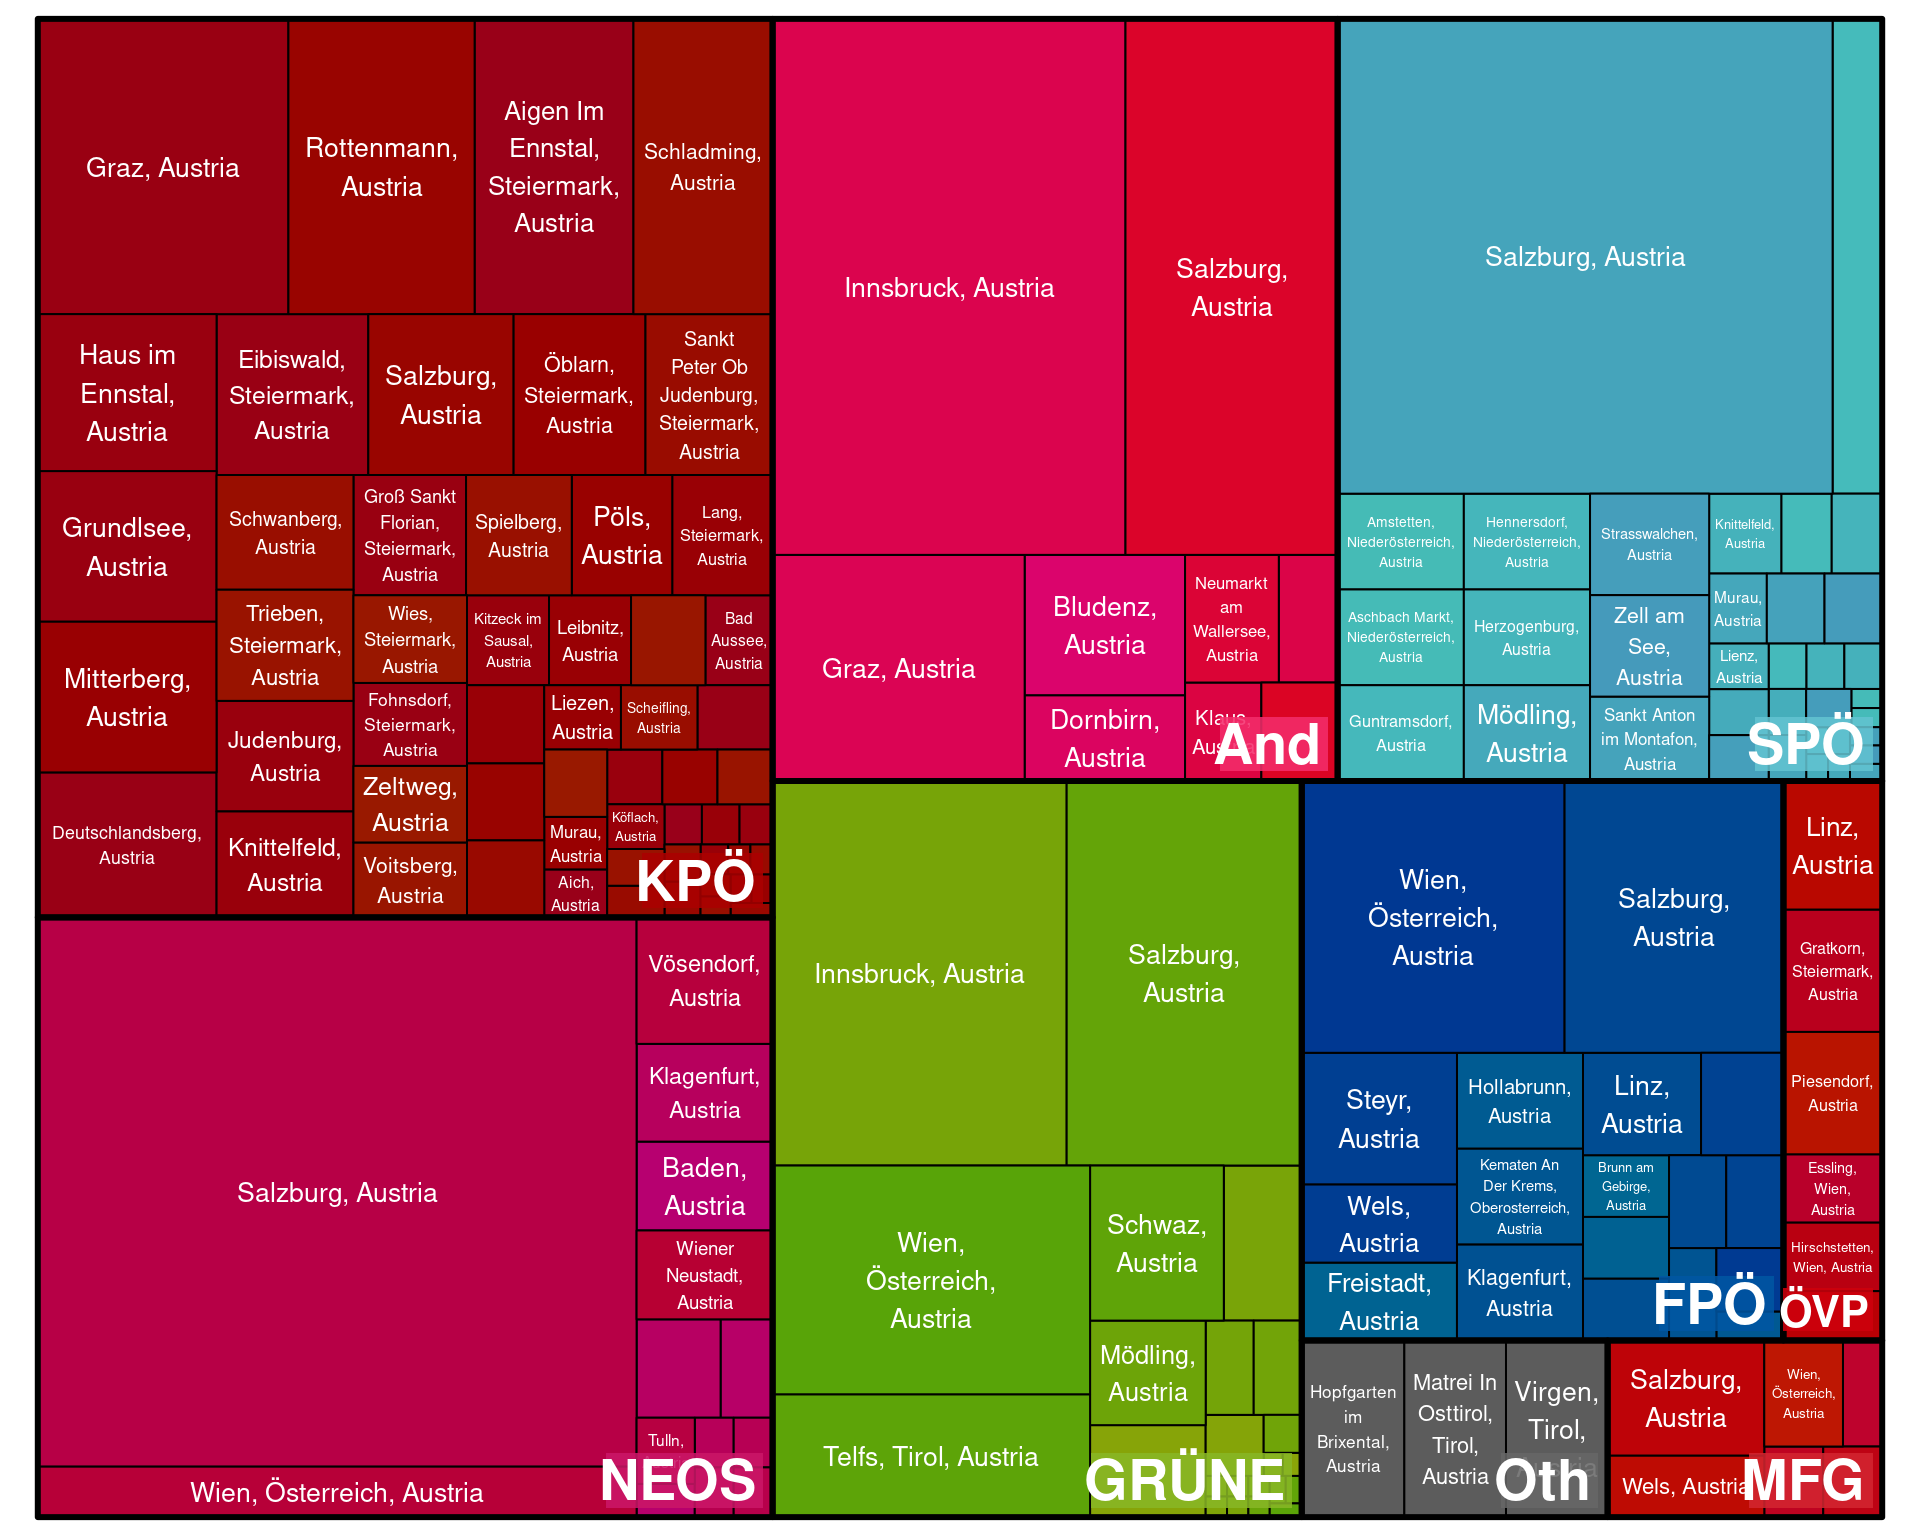 Graz, Austria
Rottenmann,
Austria
Aigen Im
Ennstal,
Steiermark,
Austria
Schladming,
Austria
Haus im
Ennstal,
Austria
Eibiswald,
Steiermark,
Austria
Salzburg,
Austria
Öblarn,
Steiermark,
Austria
Sankt
Peter Ob
Judenburg,
Steiermark,
Austria
Grundlsee,
Austria
Schwanberg,
Austria
Groß Sankt
Florian,
Steiermark,
Austria
Spielberg,
Austria
Pöls,
Austria
Lang,
Steiermark,
Austria
Mitterberg,
Austria
Trieben,
Steiermark,
Austria
Wies,
Steiermark,
Austria
Kitzeck im
Sausal,
Austria
Leibnitz,
Austria
Bad
Aussee,
Austria
Judenburg,
Austria
Fohnsdorf,
Steiermark,
Austria
Liezen,
Austria
Scheifling,
Austria
Deutschlandsberg,
Austria
Knittelfeld,
Austria
Zeltweg,
Austria
Voitsberg,
Austria
Murau,
Austria
Köflach,
Austria
Aich,
Austria
KPÖ
Salzburg, Austria
Vösendorf,
Austria
Klagenfurt,
Austria
Baden,
Austria
Wiener
Neustadt,
Austria
Tulln,
Wien, Österreich, Austria
NEOS
Innsbruck, Austria
Salzburg,
Austria
Graz, Austria
Bludenz,
Austria
Dornbirn,
Austria
Neumarkt
am
Wallersee,
Austria
Klaus,
Austria
And
Salzburg, Austria
Amstetten,
Niederösterreich,
Austria
Hennersdorf,
Niederösterreich,
Austria
Strasswalchen,
Austria
Knittelfeld,
Austria
Aschbach Markt,
Niederösterreich,
Austria
Herzogenburg,
Austria
Zell am
See,
Austria
Murau,
Austria
Lienz,
Austria
Guntramsdorf,
Austria
Mödling,
Austria
Sankt Anton
im Montafon,
Austria
SPÖ
Innsbruck, Austria
Salzburg,
Austria
Wien,
Österreich,
Austria
Schwaz,
Austria
Mödling,
Austria
Telfs, Tirol, Austria
GRÜNE
Wien,
Österreich,
Austria
Salzburg,
Austria
Steyr,
Austria
Hollabrunn,
Austria
Linz,
Austria
Wels,
Austria
Kematen An
Der Krems,
Oberosterreich,
Austria
Brunn am
Gebirge,
Austria
Freistadt,
Austria
Klagenfurt,
Austria
FPÖ
Linz,
Austria
Gratkorn,
Steiermark,
Austria
Piesendorf,
Austria
Essling,
Wien,
Austria
Hirschstetten,
Wien, Austria
ÖVP
Hopfgarten
im
Brixental,
Austria
Matrei In
Osttirol,
Tirol,
Austria
Virgen,
Tirol,
Austria
Oth
Salzburg,
Austria
Wien,
Österreich,
Austria
Wels, Austria
MFG